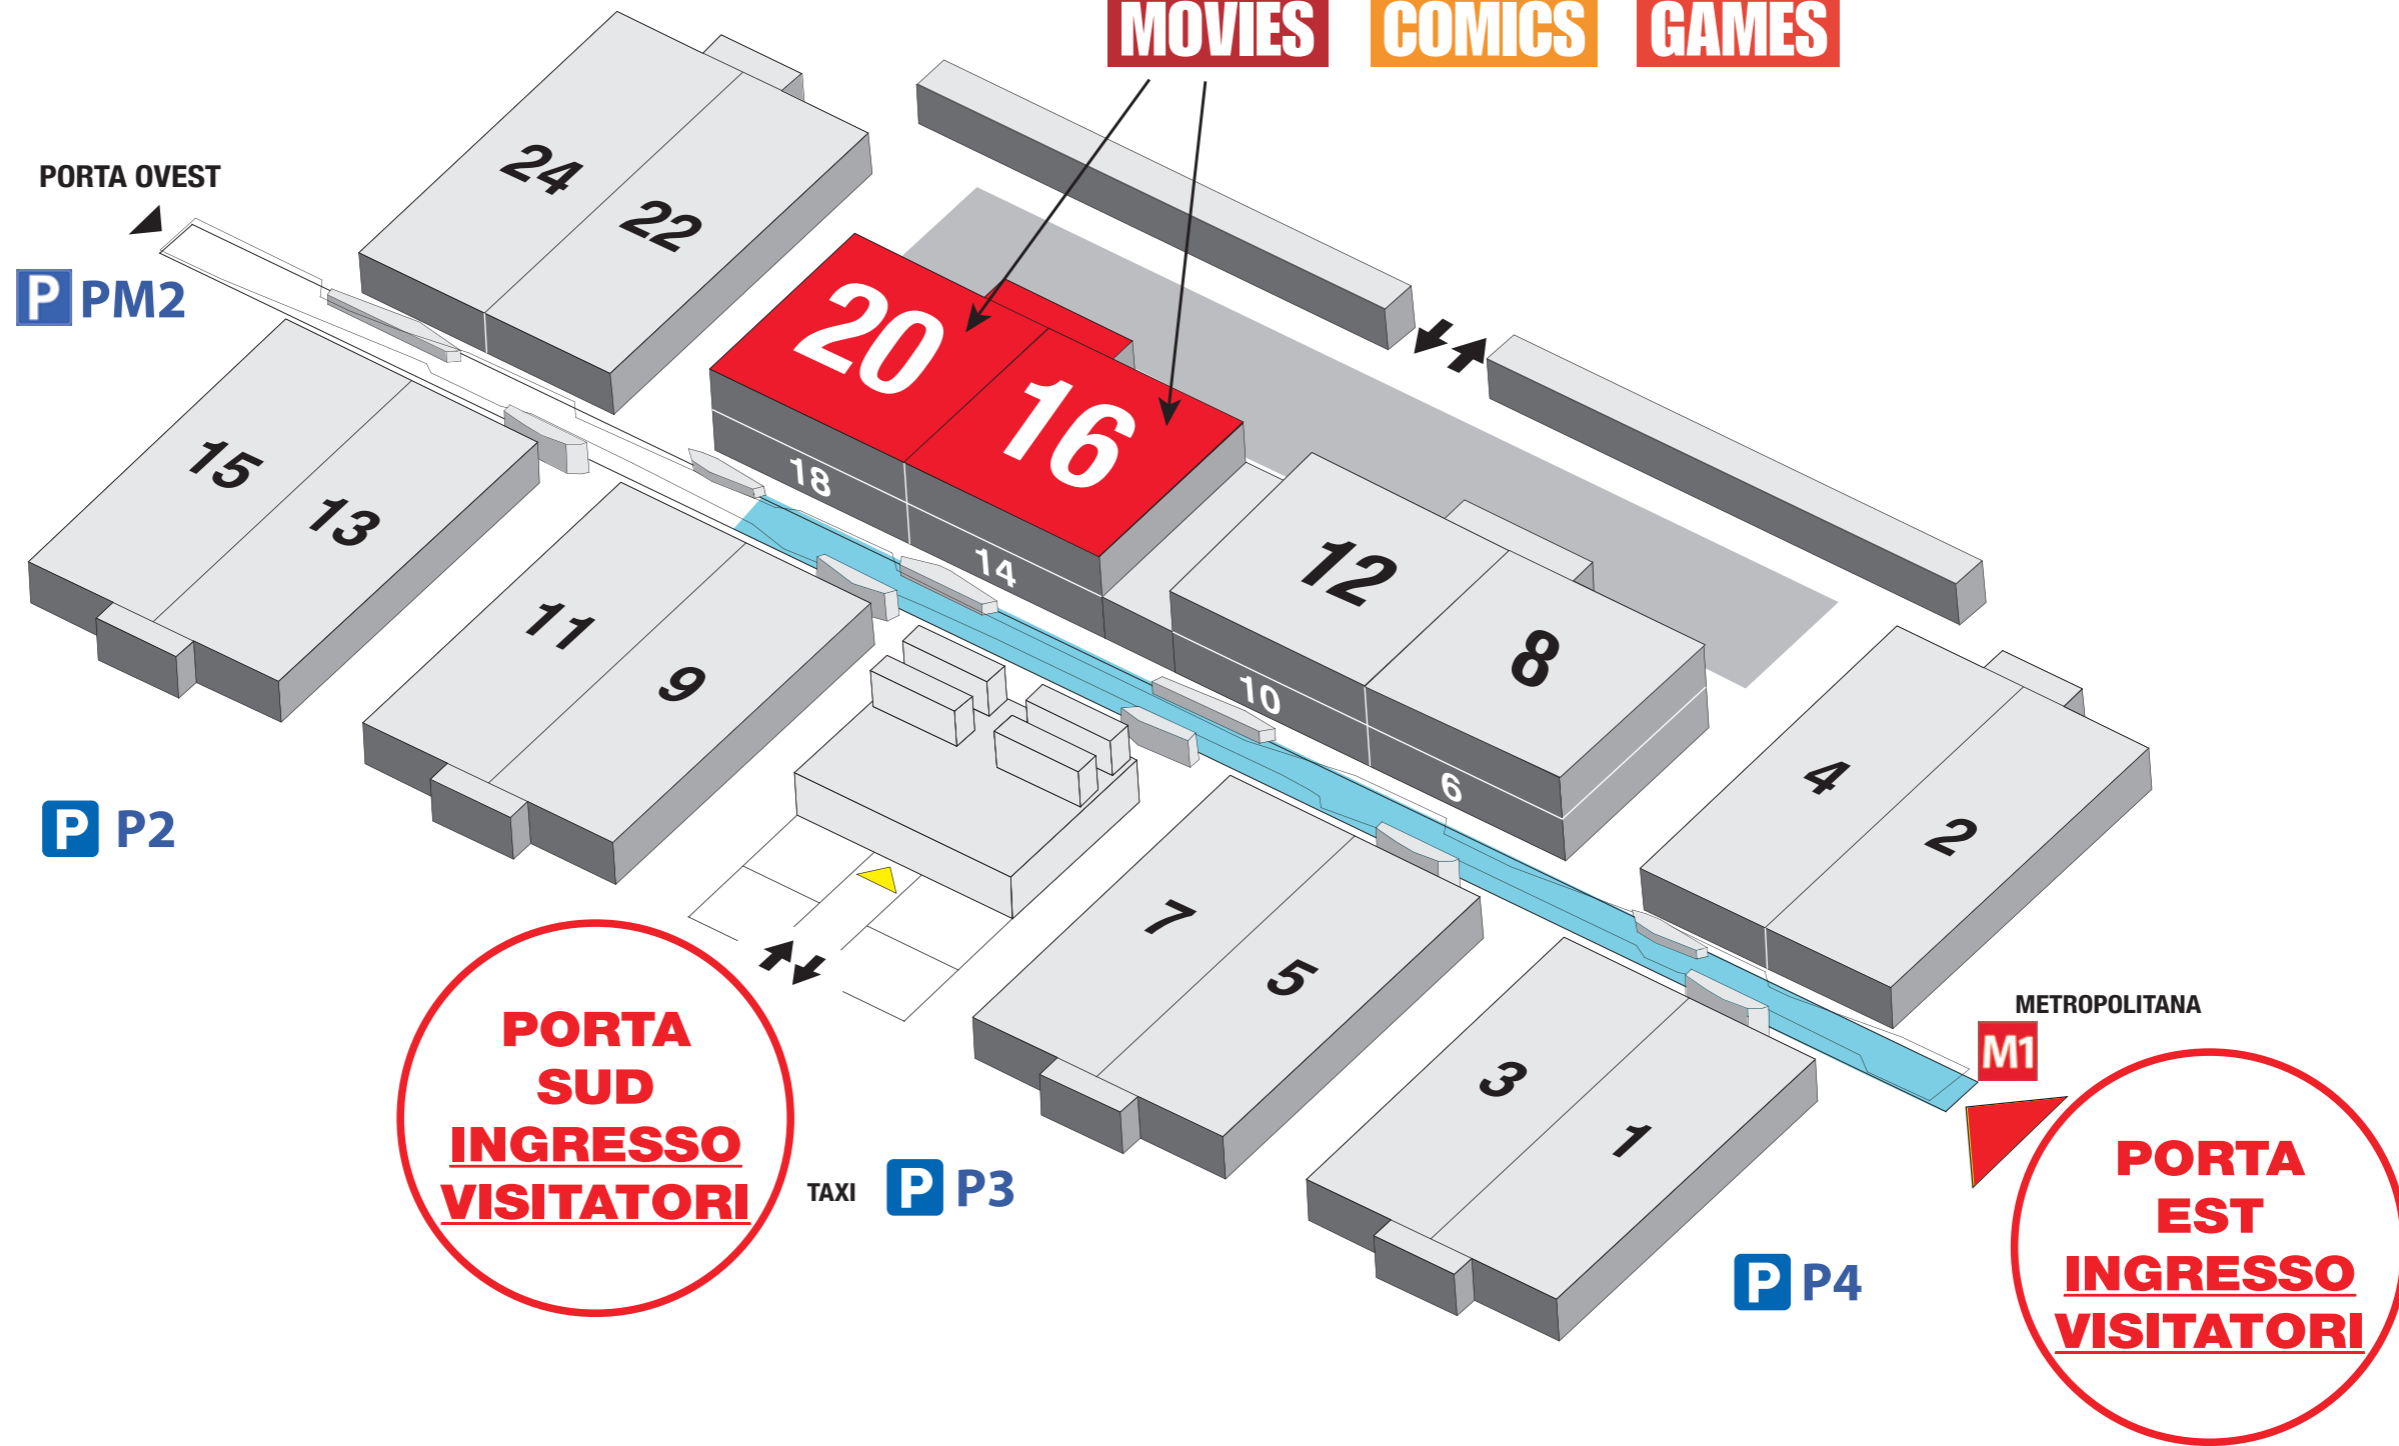 MOVIES COMICS GAMES
PORTA OVEST
P PM2
24
22
20
16
18
14
15
13
11
9
12
8
10
6
4
2
P P2
7
5
3
1
METROPOLITANA
M1
PORTA
SUD
INGRESSO
VISITATORI
TAXI P P3
P P4
PORTA
EST
INGRESSO
VISITATORI